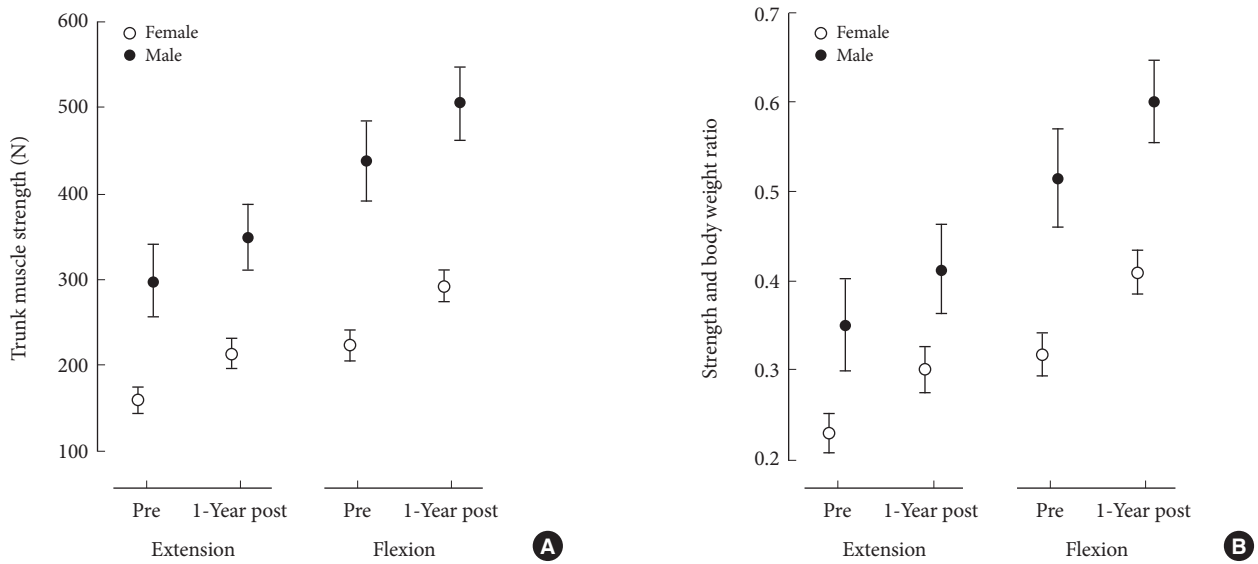 600
500
400
300
200
100
Trunk muscle strength (N)
Female
Male
Pre
1-Year post
Pre
1-Year post
Extension
Flexion
A
0.7
0.6
0.5
0.4
0.3
0.2
Strength and body weight ratio
Female
Male
Pre
1-Year post
Pre
1-Year post
Extension
Flexion
B